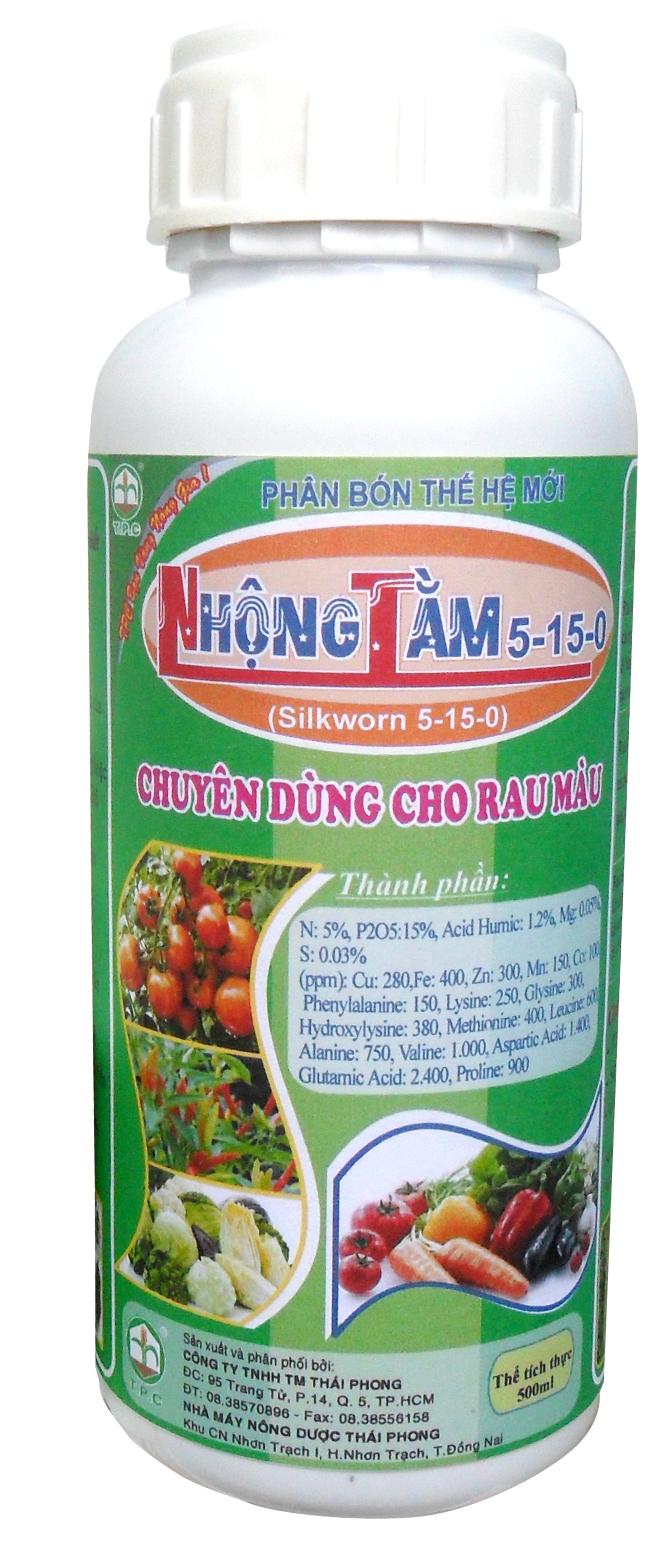 T.P.C
PHÂN BÓN THẾ HỆ MỚI
NHỘNG TẰM 5-15-0
(Silkworn 5-15-0)
CHUYÊN DÙNG CHO RAU MÀU
Thành phần:
N: 5%, P2O5:15%, Acid Humic: 1.2%, Mg: 0.05%,
S: 0.03%
(ppm): Cu: 280,Fe: 400, Zn: 300, Mn: 150, Co: 100
Phenylalanine: 150, Lysine: 250, Glysine: 300,
Hydroxylysine: 380, Methionine: 400, Leucine: 600
Alanine: 750, Valine: 1.000, Aspartic Acid: 1.400,
Glutamic Acid: 2.400, Proline: 900
T.P.C
Sản xuất và phân phối bởi:
CÔNG TY TNHH TM THÁI PHONG
ĐC: 95 Trang Tử, P.14, Q. 5, TP.HCM
ĐT: 08.38570896 - Fax: 08.38556158
NHÀ MÁY NÔNG DƯỢC THÁI PHONG
Khu CN Nhơn Trạch I, H.Nhơn Trạch, T.Đồng Nai
Thể tích thực
500ml